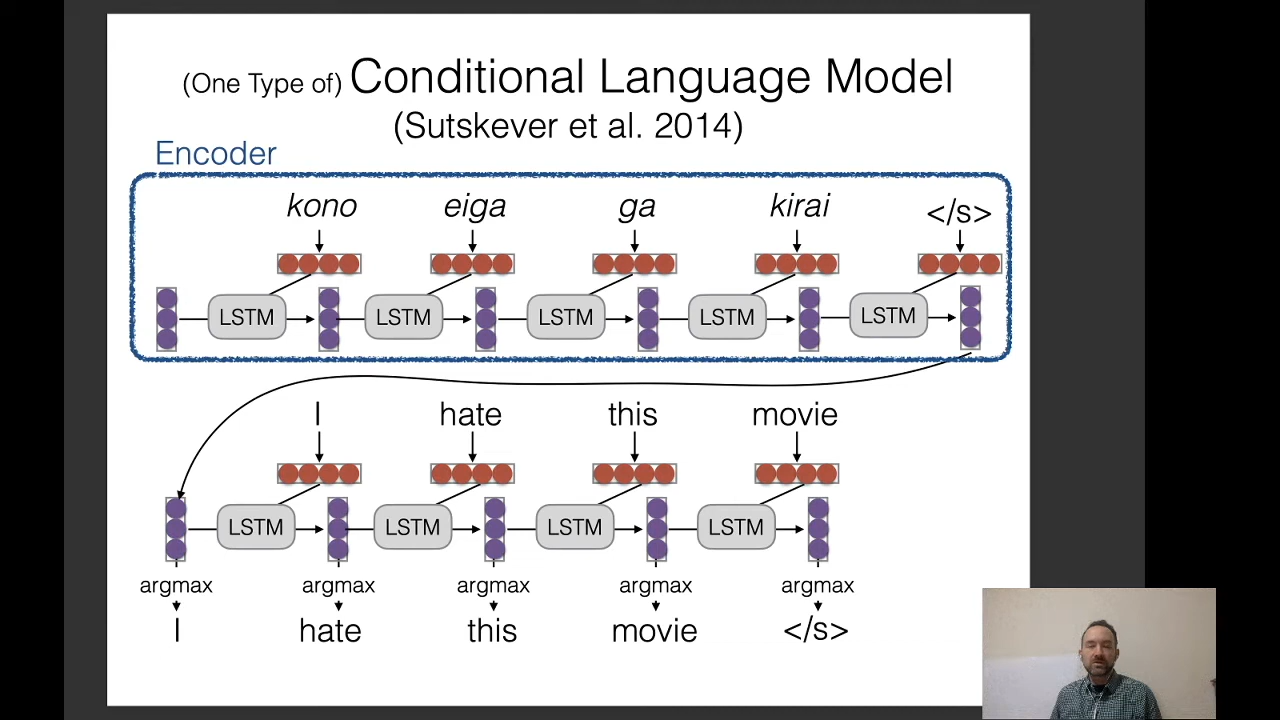 (One Type of) Conditional Language Model
(Sutskever et al. 2014)
Encoder
kono eiga ga kirai </s>
LSTM LSTM LSTM LSTM LSTM
I hate this movie
LSTM LSTM LSTM LSTM
argmax argmax argmax argmax argmax
I hate this movie </s>